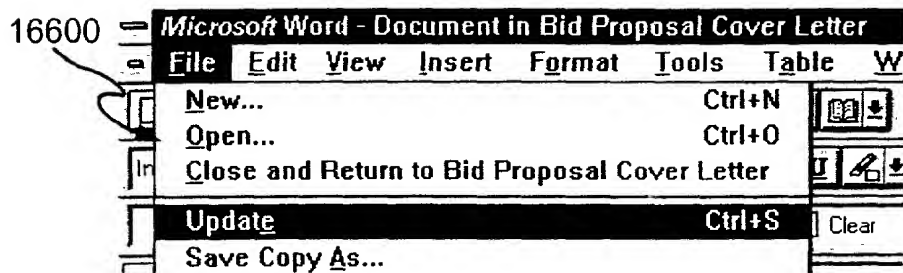 16600
Microsoft Word - Document in Bid Proposal Cover Letter
File Edit View Insert Format Tools Table W
New... Ctrl+N
Open... Ctrl+O
In Close and Return to Bid Proposal Cover Letter U
Update Ctrl+S Clear
Save Copy As...